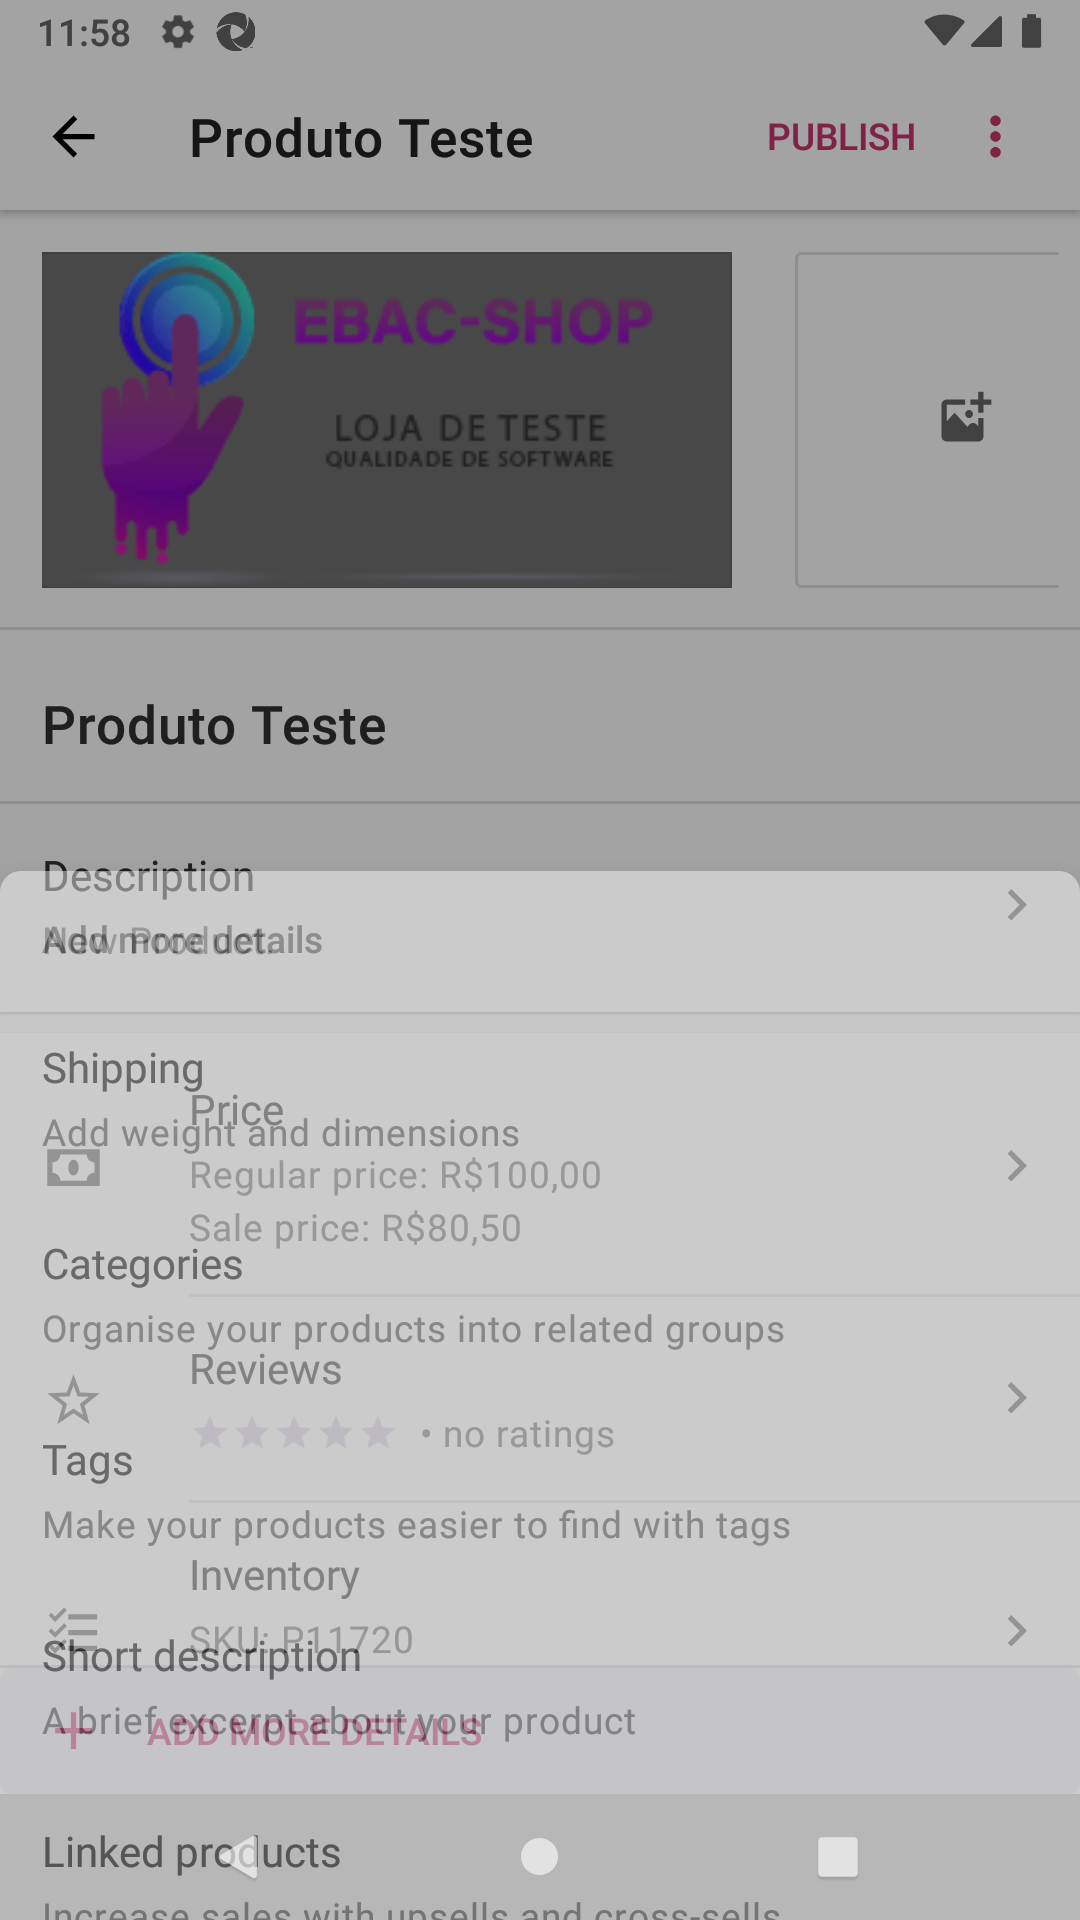 11:58
Produto Teste
PUBLISH
EBAC-SHOP
LOJA DE TESTE
QUALIDADE DE SOFTWARE
Produto Teste
Description
Add more details
New Product.
Shipping
Price
Add weight and dimensions
Regular price: R$100,00
Sale price: R$80,50
Categories
Organise your products into related groups
Reviews
• no ratings
Tags
Make your products easier to find with tags
Inventory
SKU: P11720
Short description
A brief excerpt about your product
ADD MORE DETAILS
Linked products
Increase sales with upsells and cross-sells